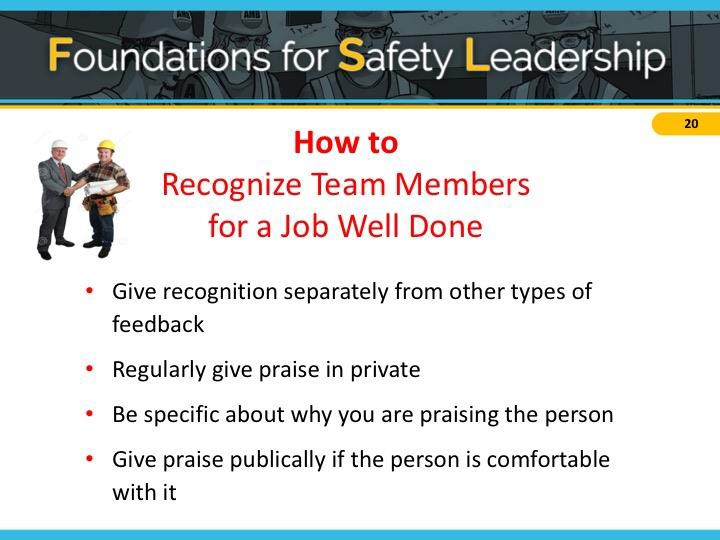 Foundations for Safety Leadership
20
How to
Recognize Team Members
for a Job Well Done
• Give recognition separately from other types of
feedback
• Regularly give praise in private
• Be specific about why you are praising the person
• Give praise publically if the person is comfortable
with it